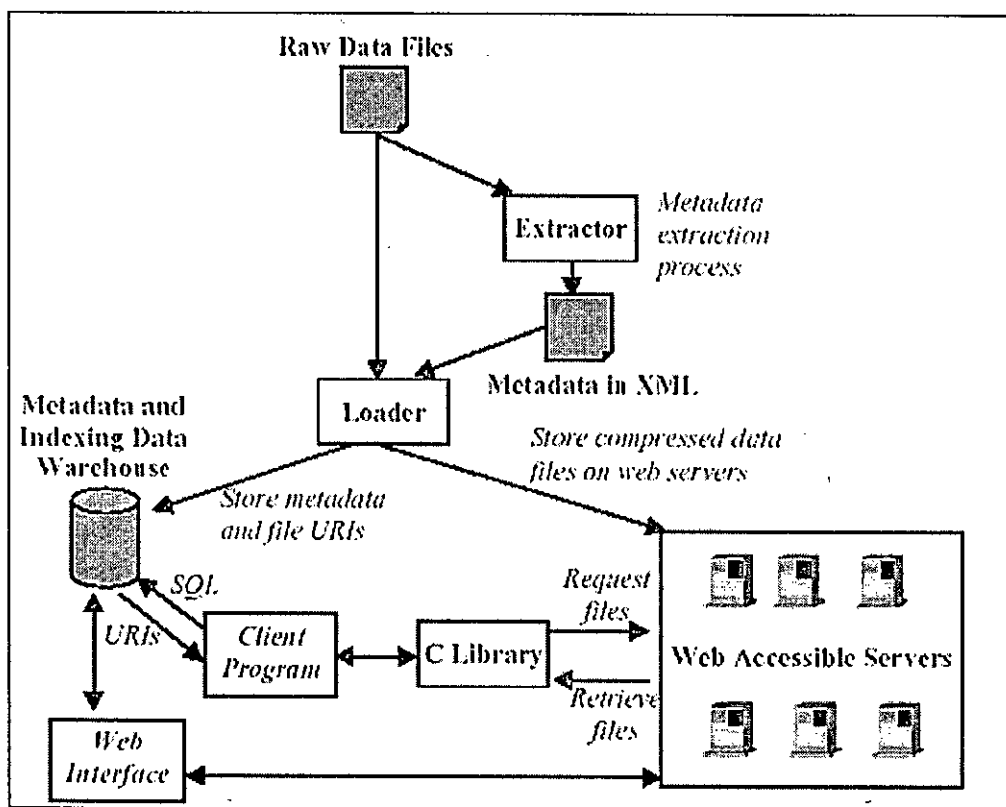 Raw Data Files
Extractor
Metadata
extraction
process
Metadata in XML
Loader
Metadata and
Indexing Data
Warehouse
Store compressed data
files on web servers
Store metadata
and file URIs
SQL
URIs
Client
Program
C Library
Request
files
Retrieve
files
Web Accessible Servers
Web
Interface